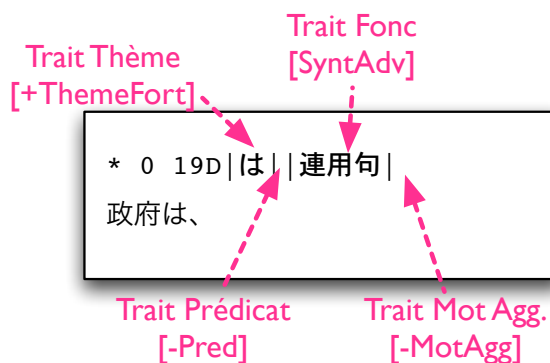 Trait Fonc
[SyntAdv]
Trait Thème
[+ThemeFort]
* 0 19D|は||連用句|
政府は、
Trait Prédicat
[-Pred]
Trait Mot Agg.
[-MotAgg]